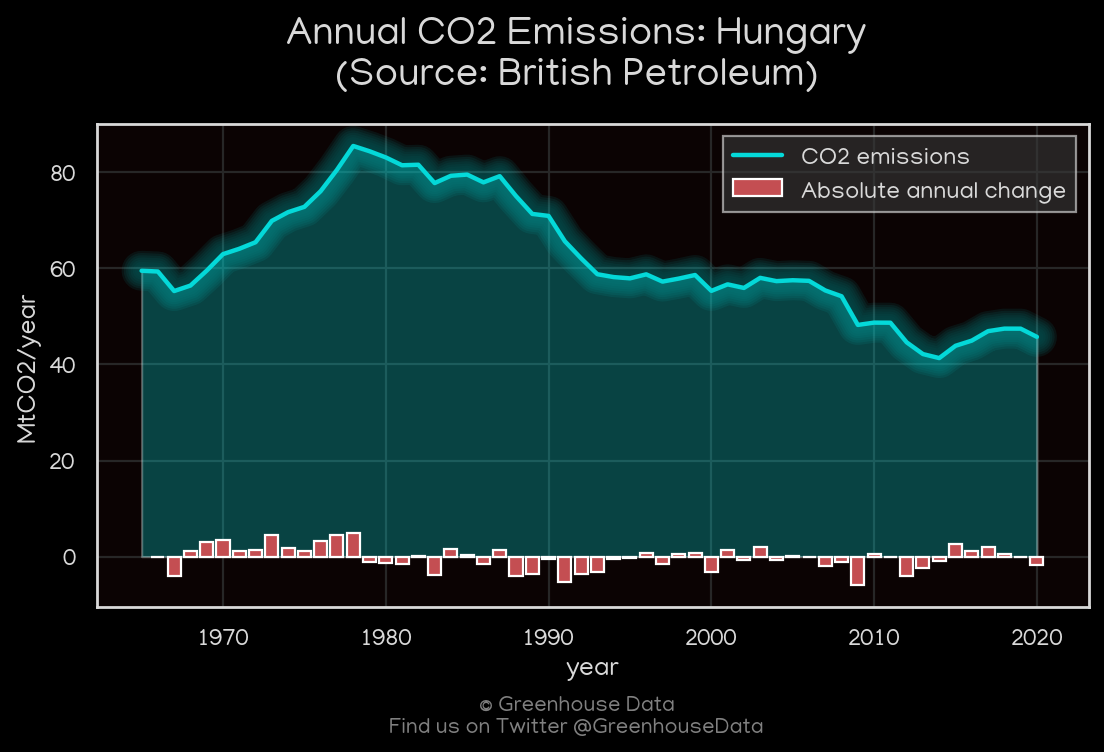 Annual CO2 Emissions: Hungary
(Source: British Petroleum)
CO2 emissions
Absolute annual change
MtCO2/year
80
60
40
20
0
1970 1980 1990 2000 2010 2020
year
© Greenhouse Data
Find us on Twitter @GreenhouseData